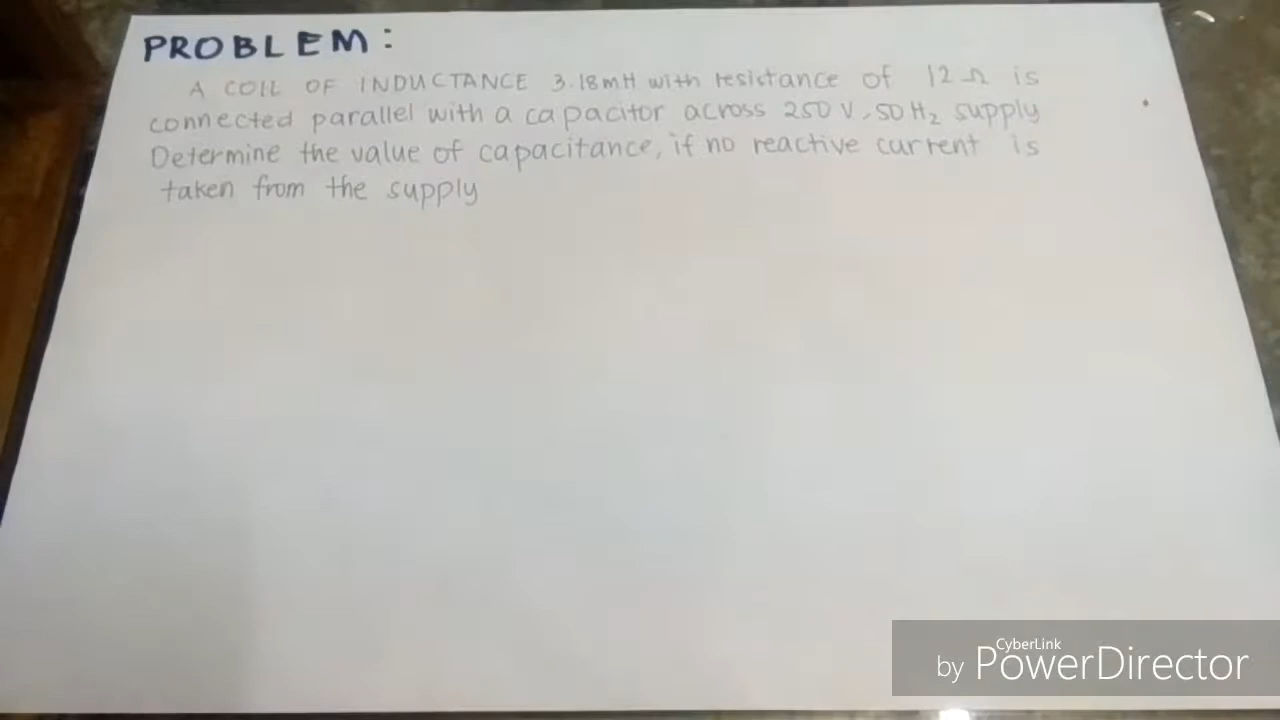 PROBLEM:
A COIL OF INDUCTANCE 3.18mH with resistance of 12Ω is
connected parallel with a capacitor across 250 V, 50 Hz supply
Determine the value of capacitance, if no reactive current is
taken from the supply
CyberLink
by PowerDirector